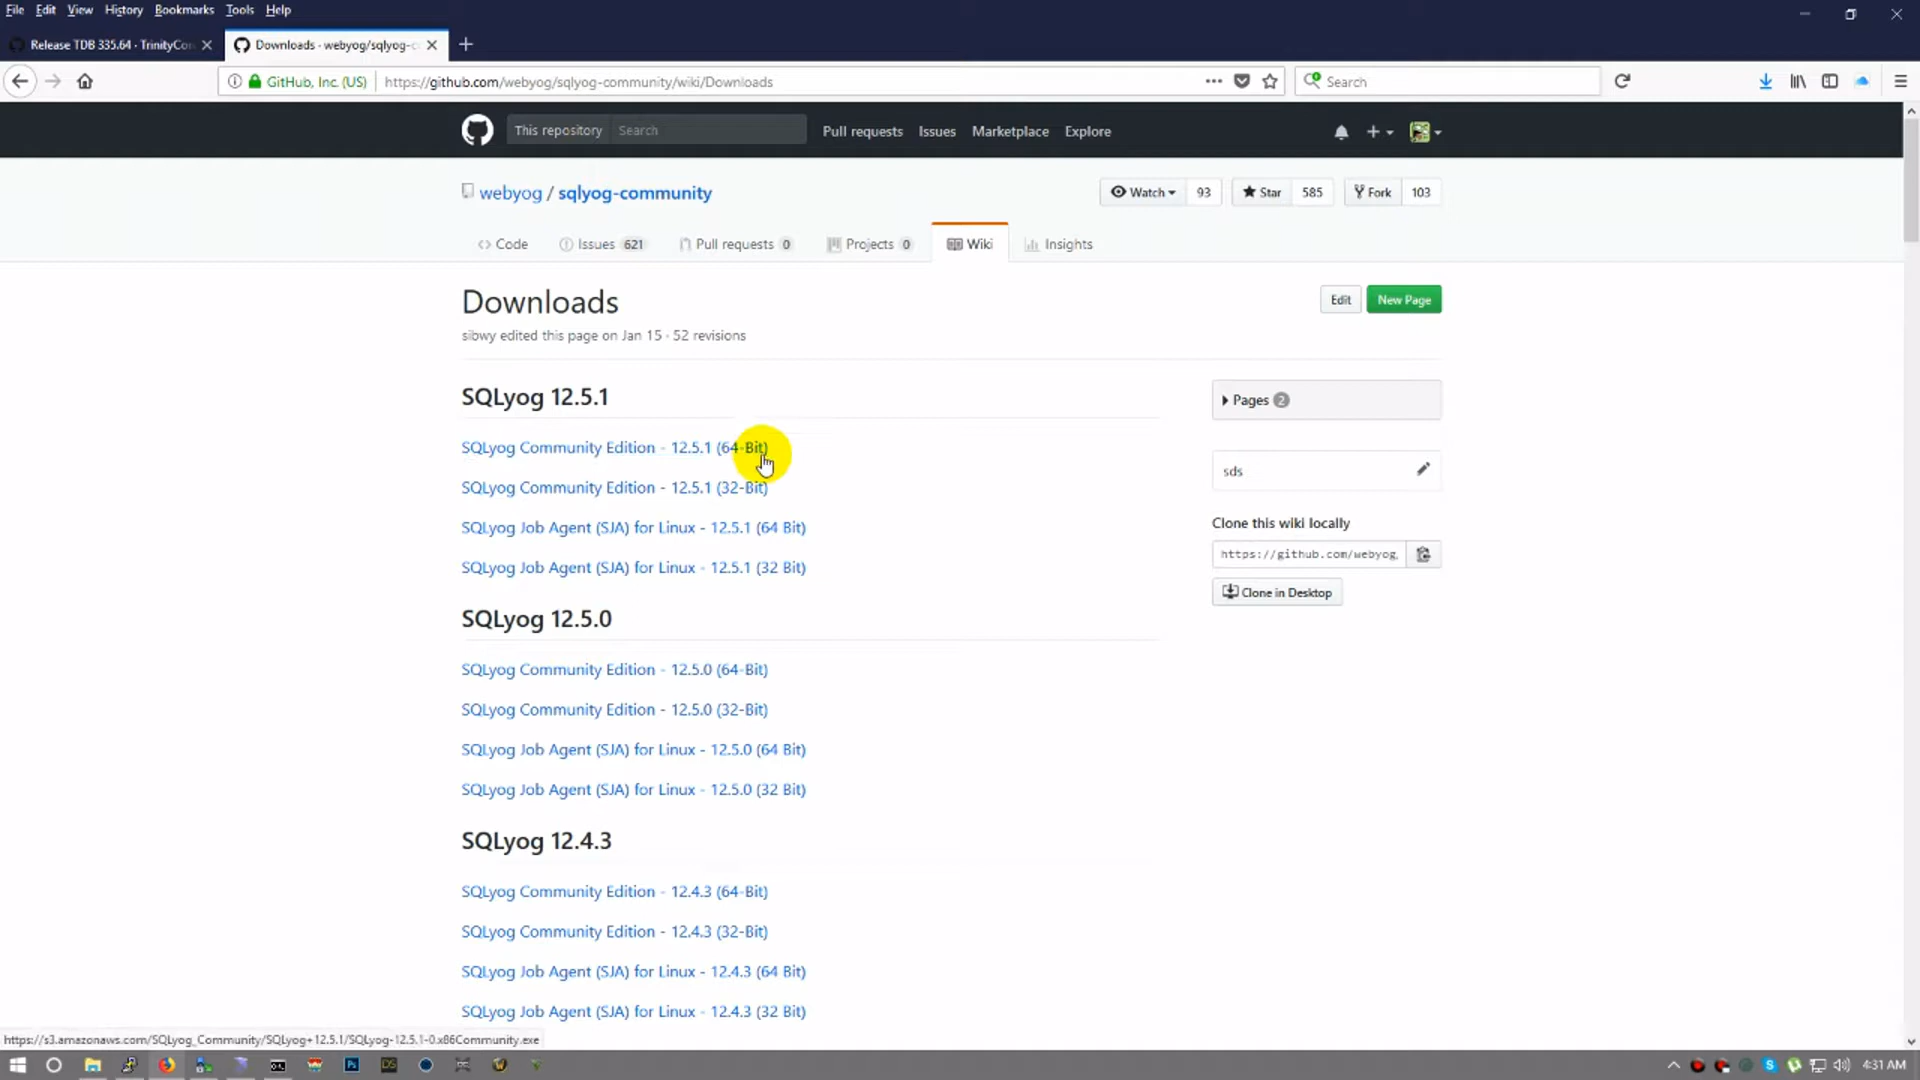 File Edit View History Bookmarks Tools Help
Release TDB 335.64 · TrinityCor
Downloads · webyog/sqlyog-c
GitHub, Inc. (US)
https://github.com/webyog/sqlyog-community/wiki/Downloads
Search
This repository
Search
Pull requests Issues Marketplace Explore
webyog / sqlyog-community
Watch 93 Star 585 Fork 103
Code Issues 621 Pull requests 0 Projects 0 Wiki Insights
Downloads
Edit New Page
sibwy edited this page on Jan 15 · 52 revisions
SQLyog 12.5.1
Pages 2
SQLyog Community Edition - 12.5.1 (64-Bit)
sds
SQLyog Community Edition - 12.5.1 (32-Bit)
SQLyog Job Agent (SJA) for Linux - 12.5.1 (64 Bit)
Clone this wiki locally
https://github.com/webyog,
SQLyog Job Agent (SJA) for Linux - 12.5.1 (32 Bit)
Clone in Desktop
SQLyog 12.5.0
SQLyog Community Edition - 12.5.0 (64-Bit)
SQLyog Community Edition - 12.5.0 (32-Bit)
SQLyog Job Agent (SJA) for Linux - 12.5.0 (64 Bit)
SQLyog Job Agent (SJA) for Linux - 12.5.0 (32 Bit)
SQLyog 12.4.3
SQLyog Community Edition - 12.4.3 (64-Bit)
SQLyog Community Edition - 12.4.3 (32-Bit)
SQLyog Job Agent (SJA) for Linux - 12.4.3 (64 Bit)
SQLyog Job Agent (SJA) for Linux - 12.4.3 (32 Bit)
https://s3.amazonaws.com/SQLyog_Community/SQLyog+12.5.1/SQLyog-12.5.1-0.x86Community.exe
Ps
4:31 AM